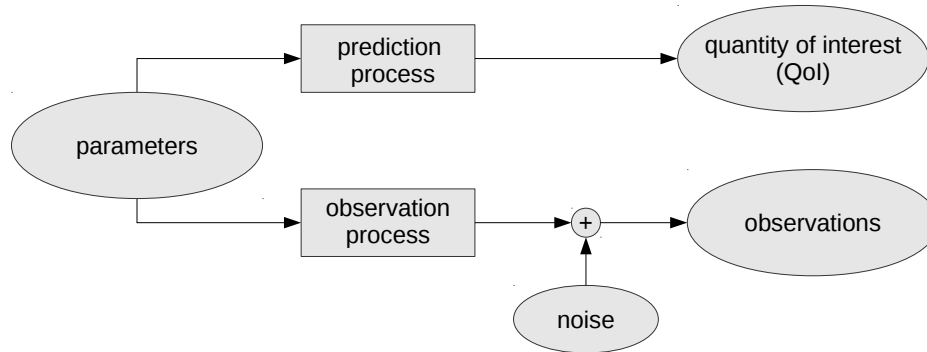 prediction
process
quantity of interest
(QoI)
parameters
observation
process
+
observations
noise